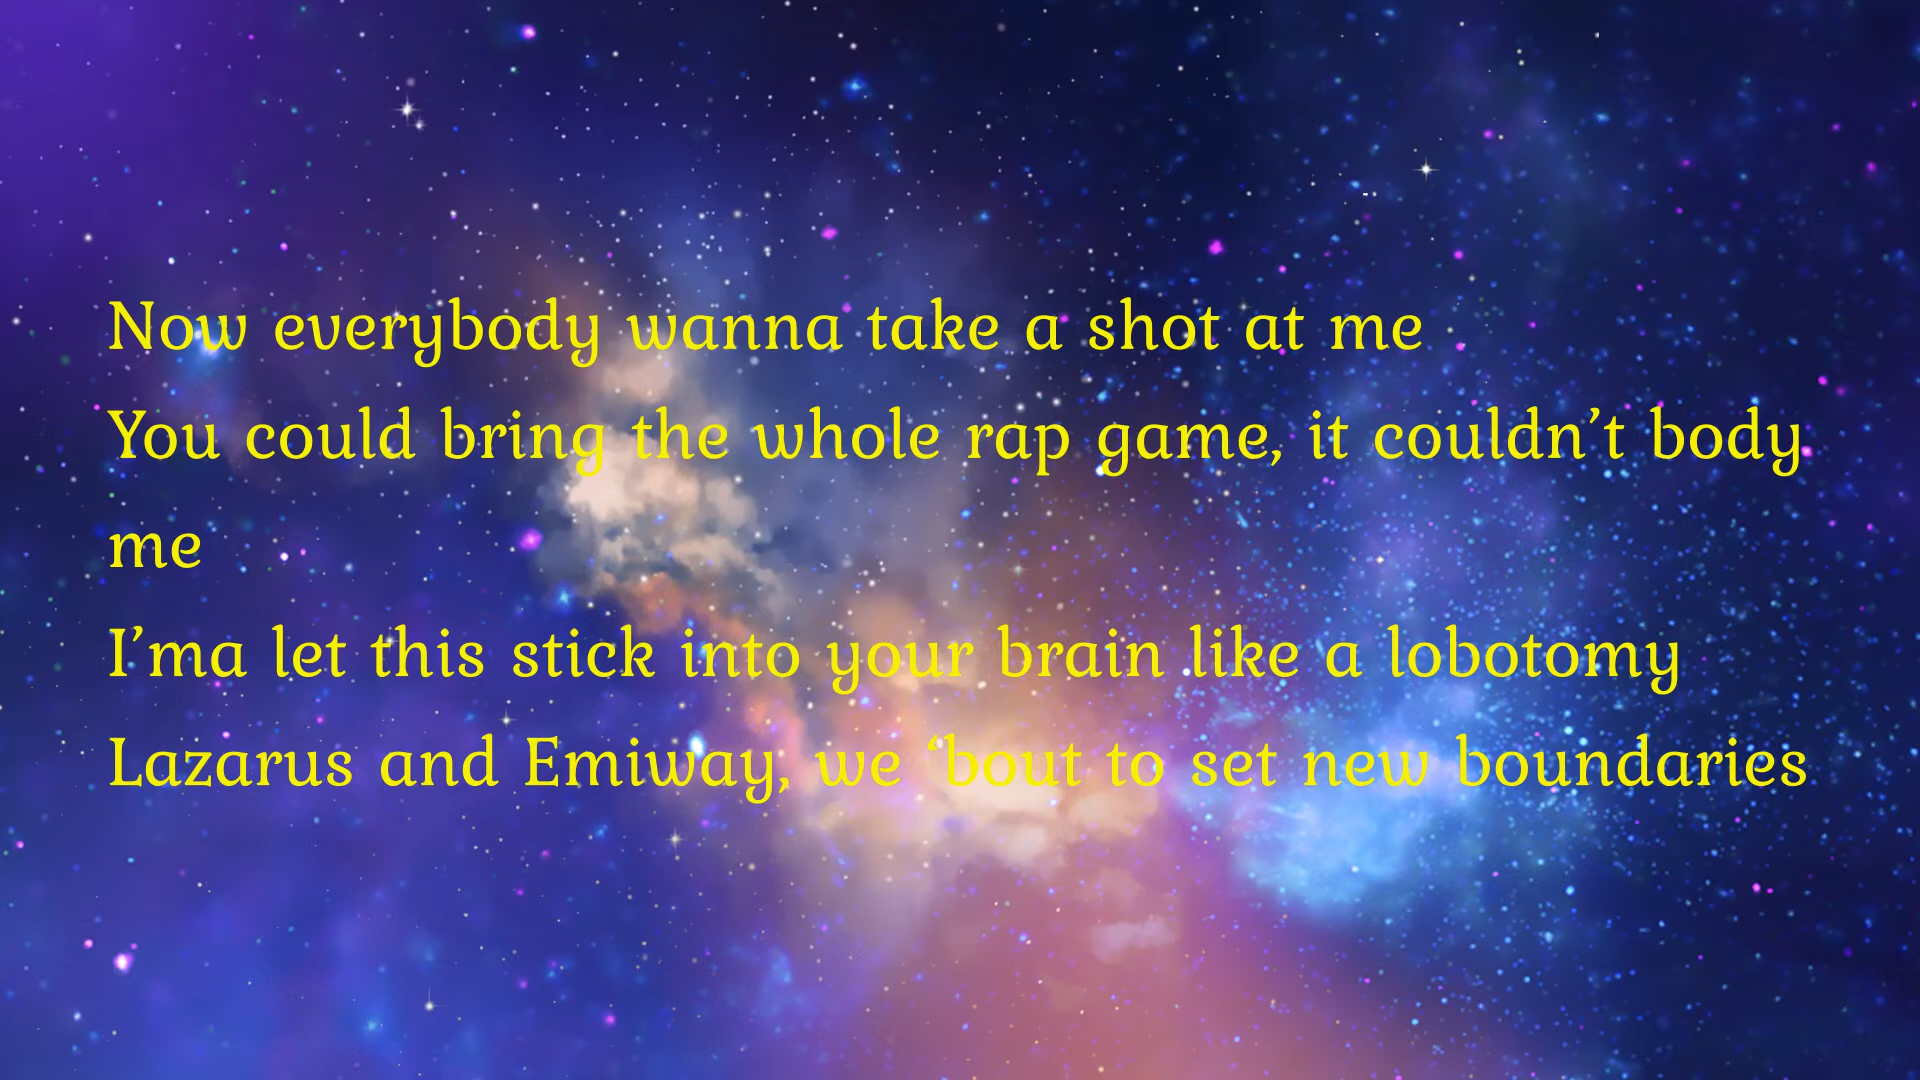 Now everybody wanna take a shot at me
You could bring the whole rap game, it couldn’t body
me
I’ma let this stick into your brain like a lobotomy
Lazarus and Emiway, we ‘bout to set new boundaries